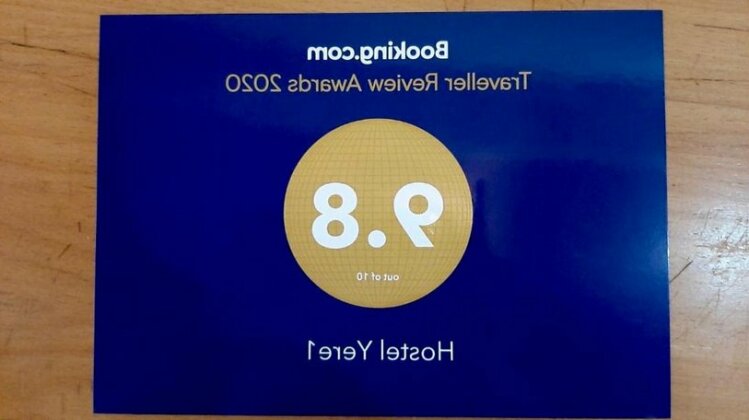 Booking.com
Traveller Review Awards 2020
9.8
out of 10
Hostel Yere1